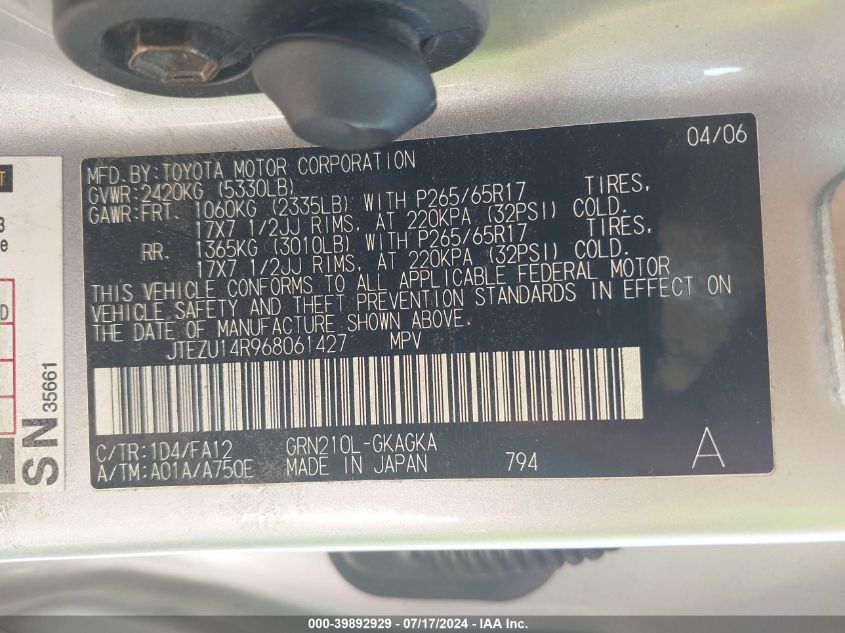 04/06
MFD. BY: TOYOTA MOTOR CORPORATION
GVWR: 2420KG (5330LB)
GAWR: FRT. 1060KG (2335LB) WITH P265/65R17 TIRES,
17X7 1/2JJ RIMS, AT 220KPA (32PSI) COLD.
RR. 1365KG (3010LB) WITH P265/65R17 TIRES,
17X7 1/2JJ RIMS, AT 220KPA (32PSI) COLD.
THIS VEHICLE CONFORMS TO ALL APPLICABLE FEDERAL MOTOR
VEHICLE SAFETY AND THEFT PREVENTION STANDARDS IN EFFECT ON
THE DATE OF MANUFACTURE SHOWN ABOVE.
JTEZU14R968061427 MPV
C/TR: 1D4/FA12 GRN210L-GKAGKA
A/TM: A01A/A750E MADE IN JAPAN 794 A
T
3
e
D
SN 35661
000-39892929 / 07/17/2024 - IAA Inc.